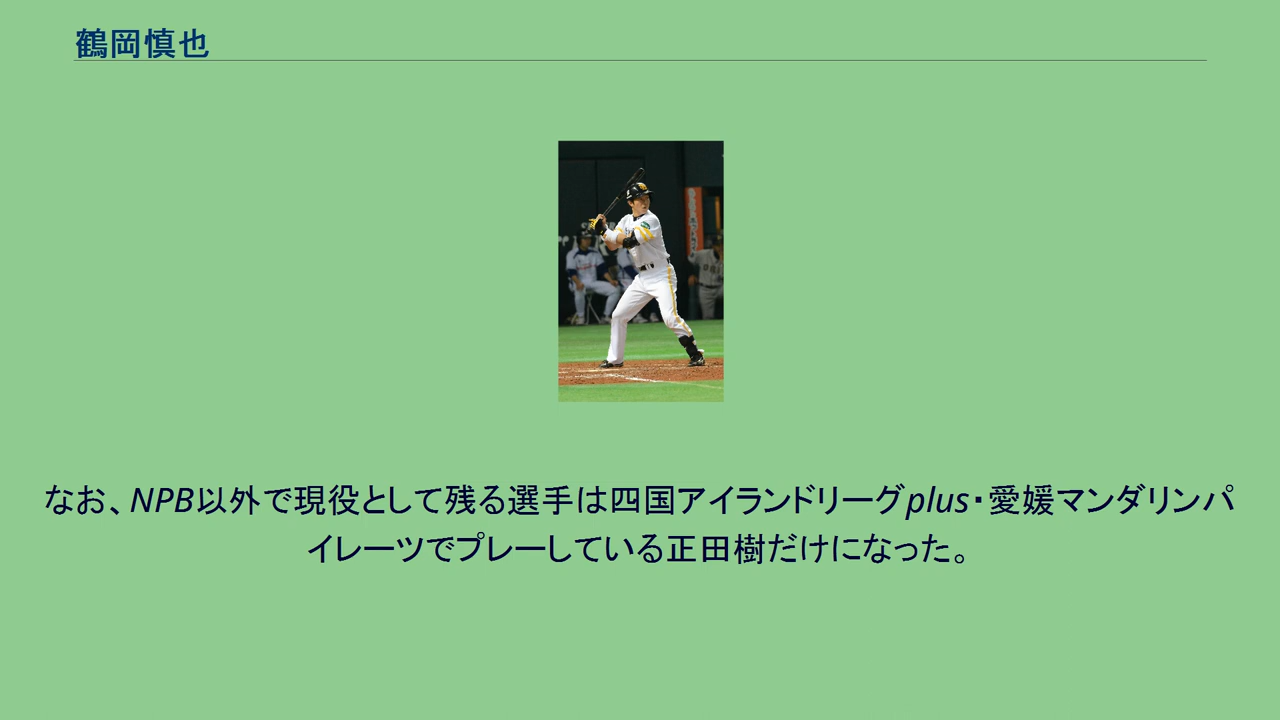 鶴岡慎也
なお、NPB以外で現役として残る選手は四国アイランドリーグplus・愛媛マンダリンパ
イレーツでプレーしている正田樹だけになった。